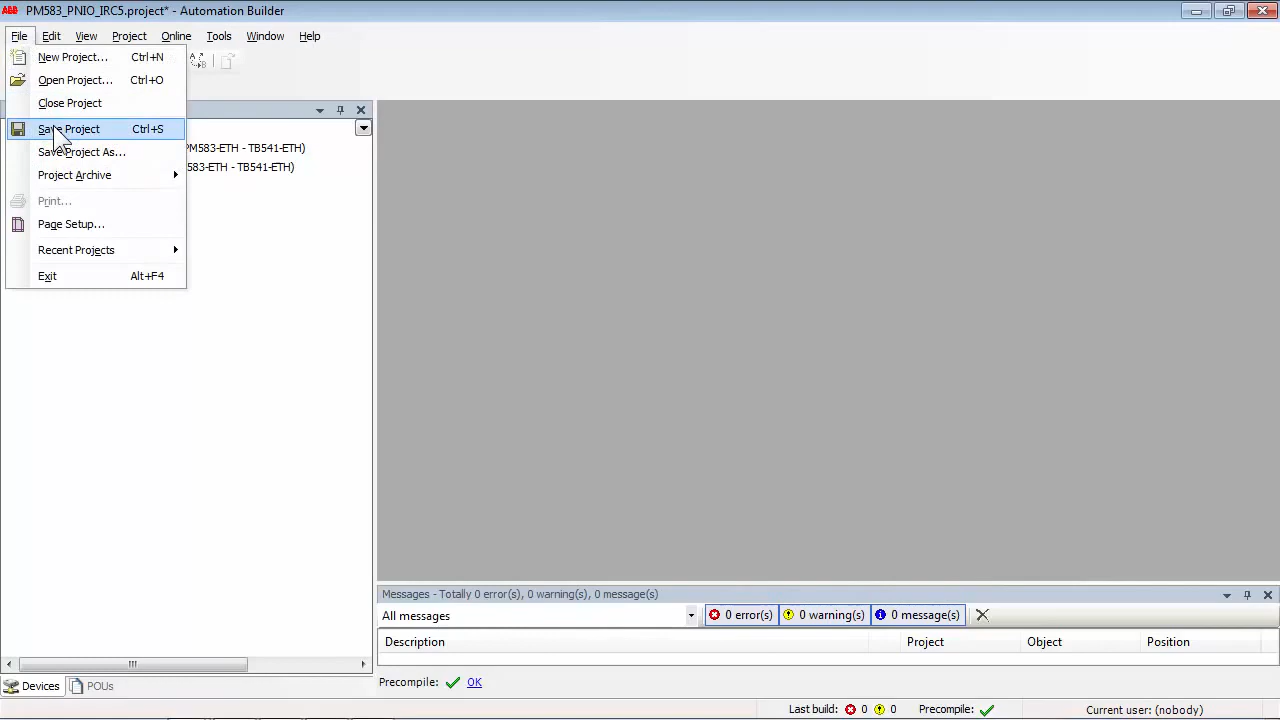 ABB PM583_PNIO_IRC5.project* - Automation Builder
File Edit View Project Online Tools Window Help
New Project... Ctrl+N
Open Project... Ctrl+O
Close Project
Save Project Ctrl+S
Save Project As...
Project Archive
Print...
Page Setup...
Recent Projects
Exit Alt+F4
PM583-ETH - TB541-ETH)
583-ETH - TB541-ETH)
Messages - Totally 0 error(s), 0 warning(s), 0 message(s)
All messages 0 error(s) 0 warning(s) 0 message(s)
Description Project Object Position
Precompile: OK
Devices POUs
Last build: 0 0 Precompile: Current user: (nobody)